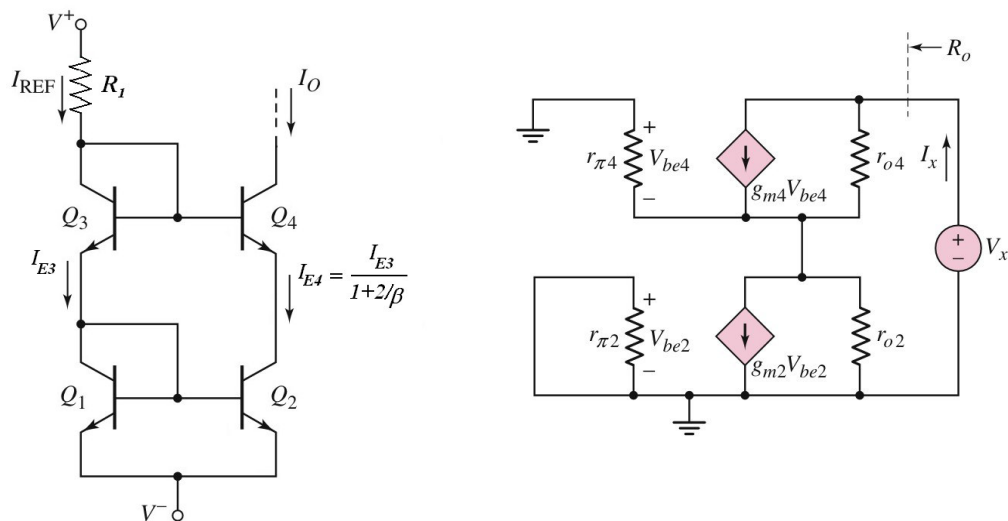 V⁺
I_REF
R₁
I_O
Q₃
Q₄
I_E3
I_E4 = I_E3 / 1+2/β
Q₁
Q₂
V⁻
R_o
r_π4
+
V_be4
−
g_m4V_be4
r_o4
I_x
+
−
V_x
r_π2
+
V_be2
−
g_m2V_be2
r_o2